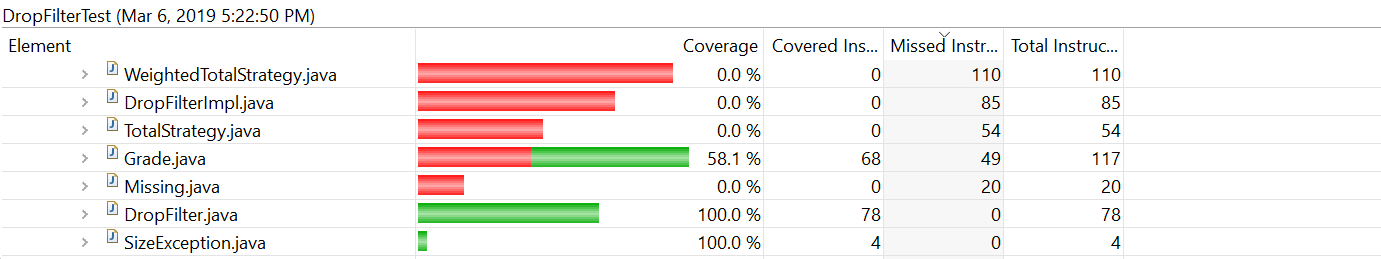 DropFilterTest (Mar 6, 2019 5:22:50 PM)
Element Coverage Covered Ins... Missed Instr... Total Instruc...
J WeightedTotalStrategy.java 0.0 % 0 110 110
J DropFilterImpl.java 0.0 % 0 85 85
J TotalStrategy.java 0.0 % 0 54 54
J Grade.java 58.1 % 68 49 117
J Missing.java 0.0 % 0 20 20
J DropFilter.java 100.0 % 78 0 78
J SizeException.java 100.0 % 4 0 4